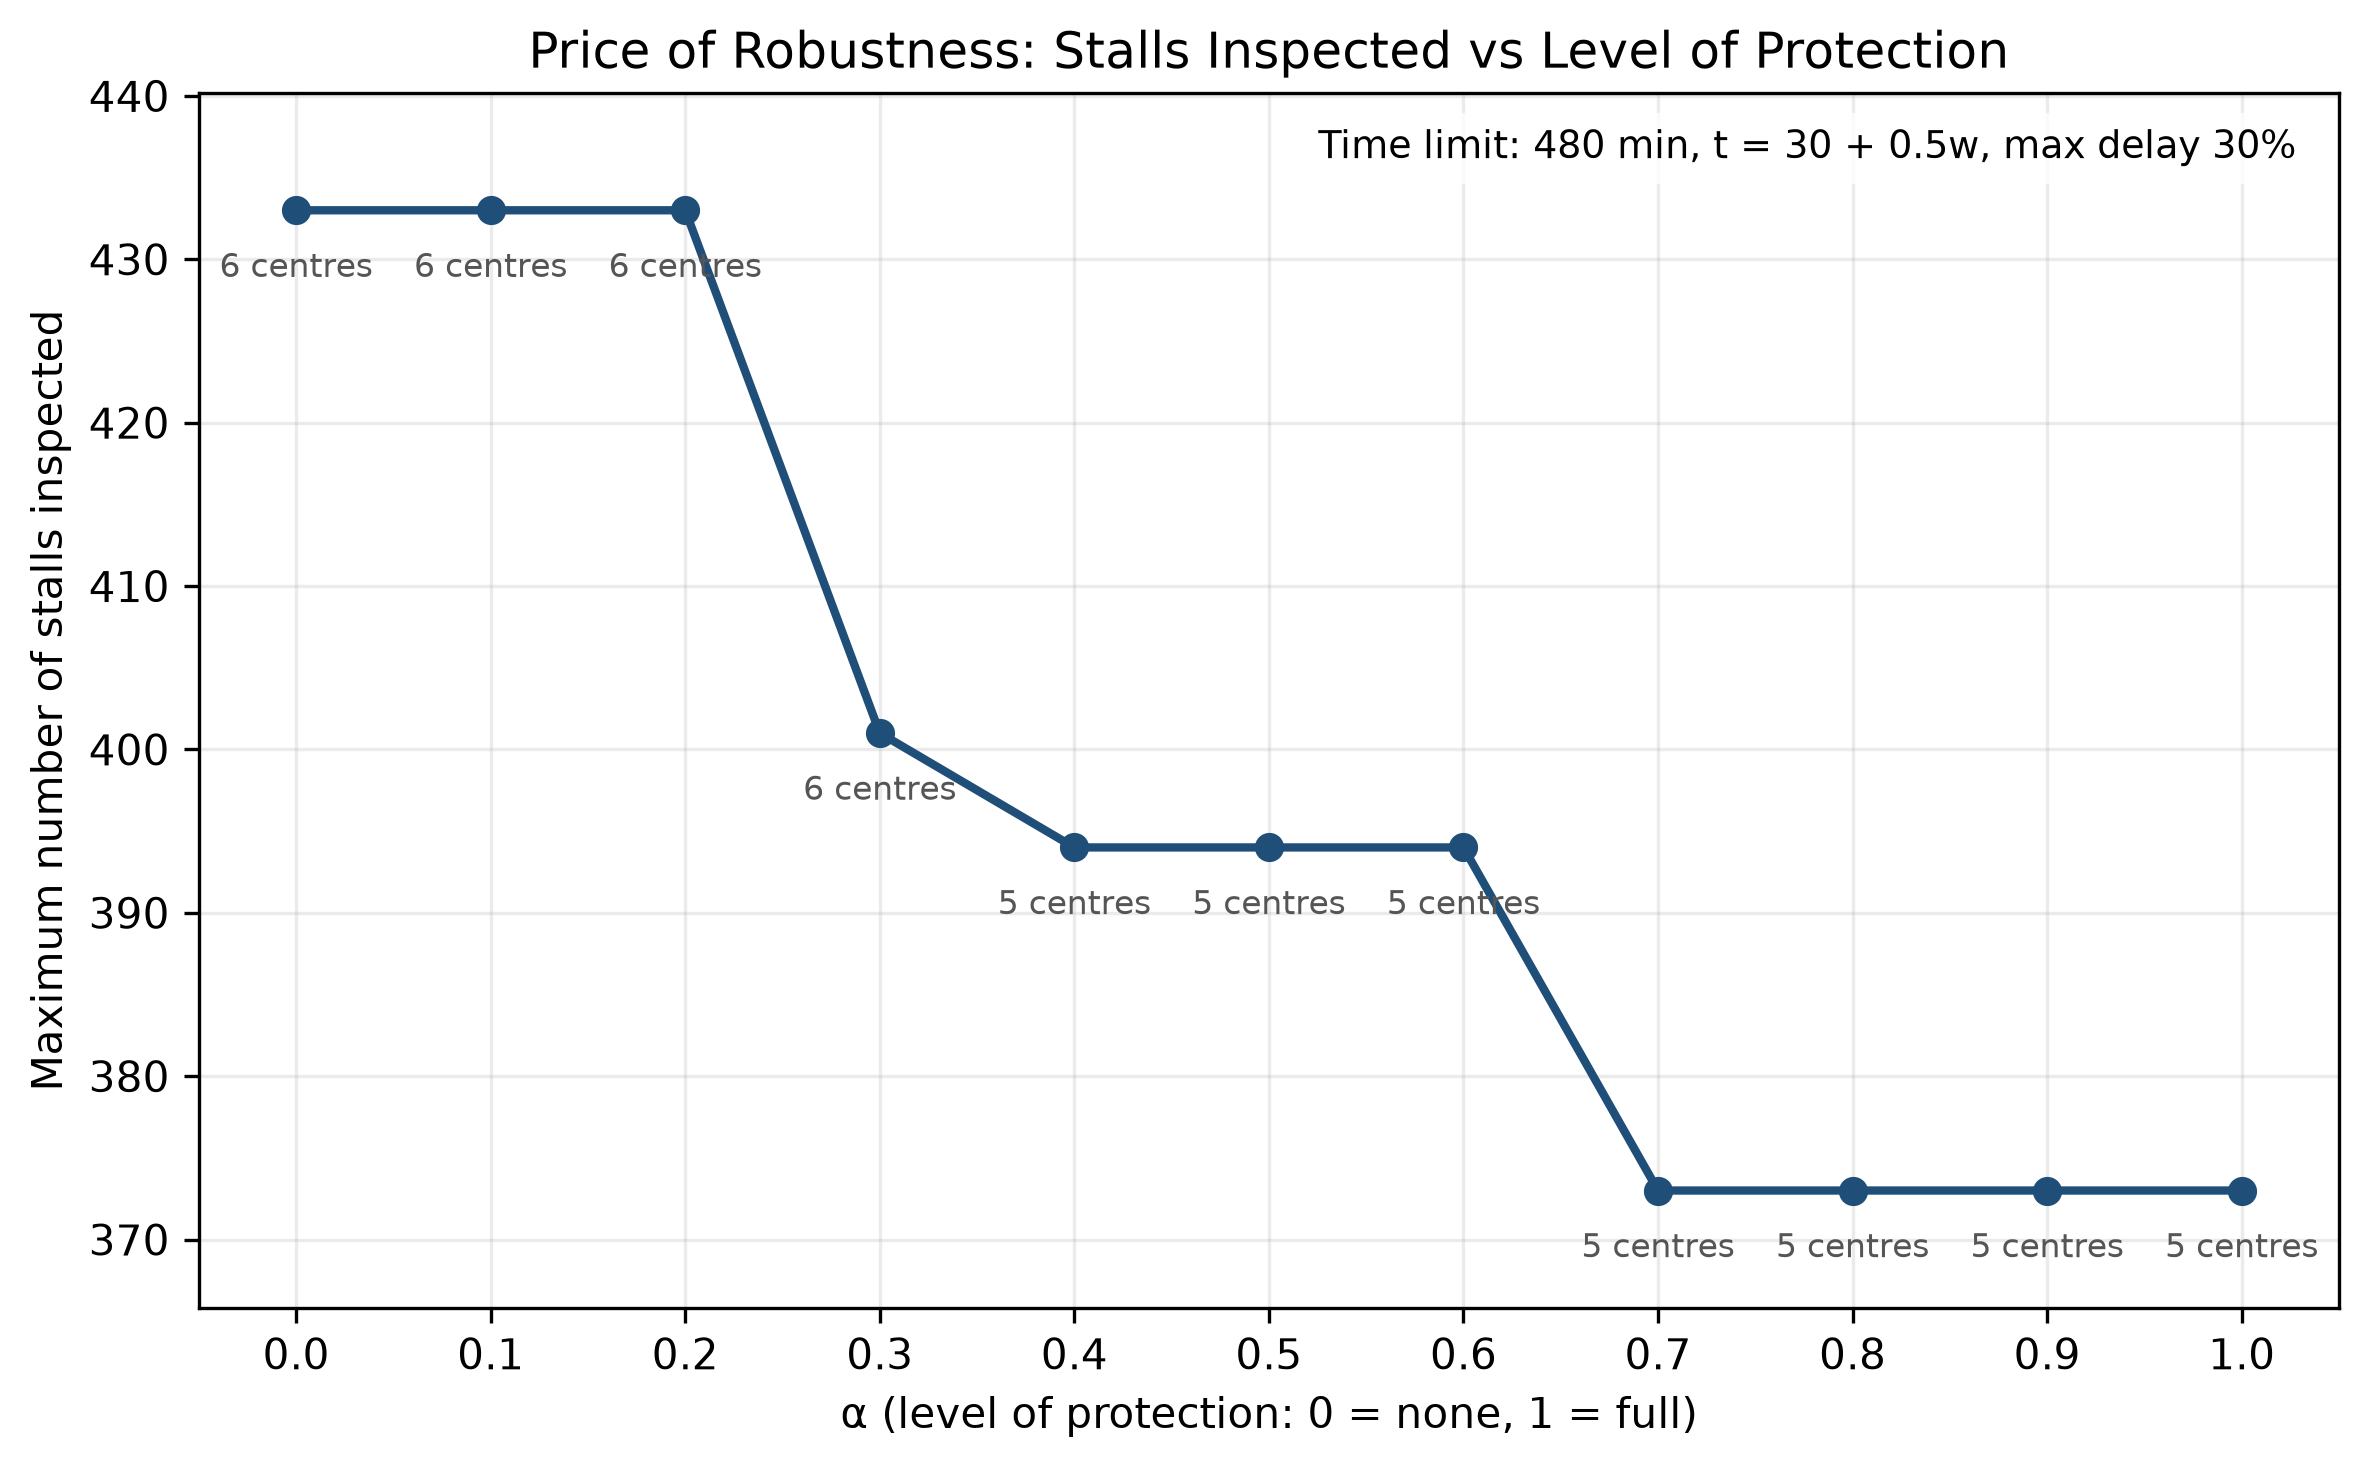 Price of Robustness: Stalls Inspected vs Level of Protection
Time limit: 480 min, t = 30 + 0.5w, max delay 30%
Maximum number of stalls inspected
440
430
420
410
400
390
380
370
6 centres 6 centres 6 centres
6 centres
5 centres 5 centres 5 centres
5 centres 5 centres 5 centres 5 centres
0.0 0.1 0.2 0.3 0.4 0.5 0.6 0.7 0.8 0.9 1.0
α (level of protection: 0 = none, 1 = full)